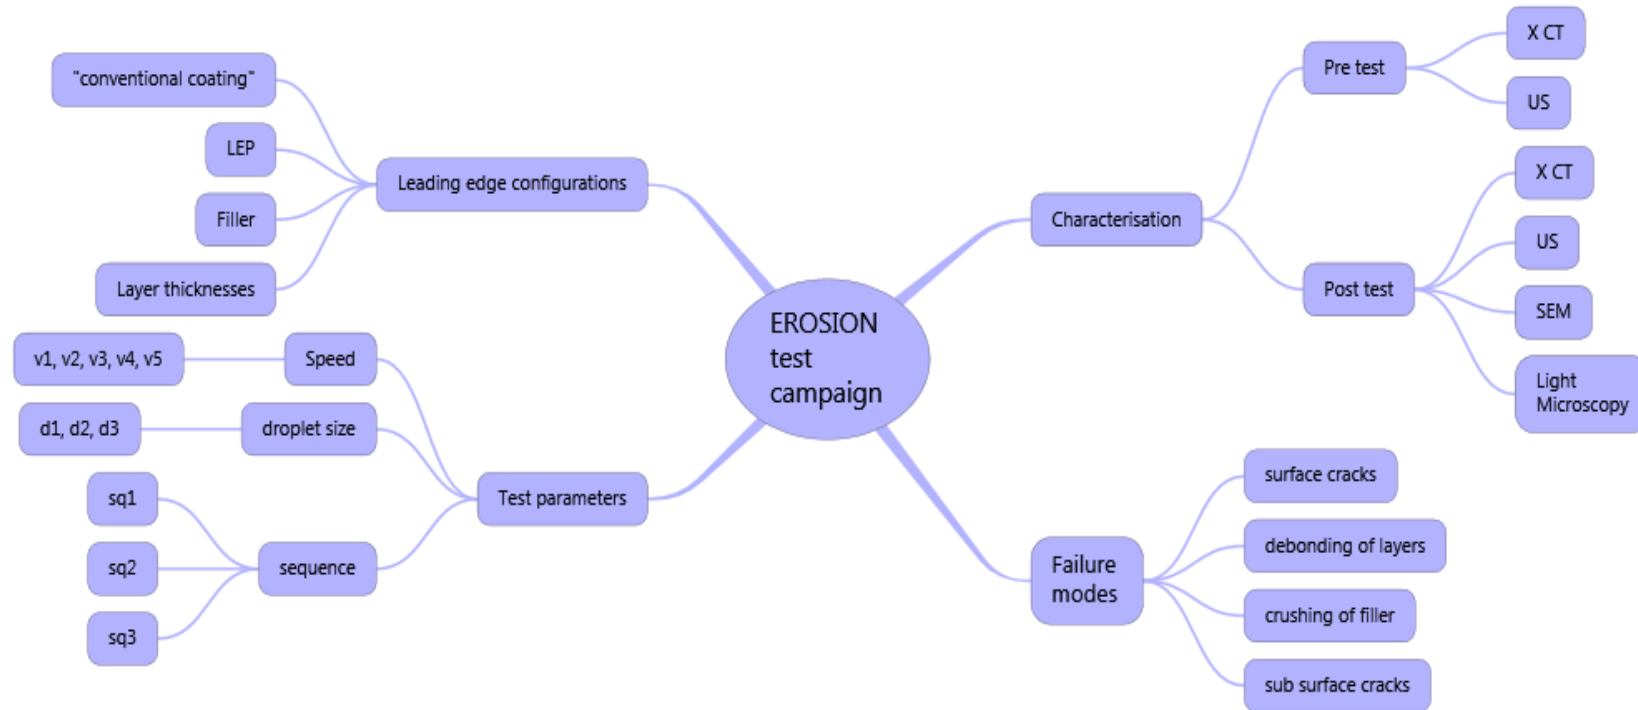 "conventional coating"
LEP
Filler
Layer thicknesses
Leading edge configurations
v1, v2, v3, v4, v5
Speed
d1, d2, d3
droplet size
sq1
sq2
sq3
sequence
Test parameters
EROSION
test
campaign
Characterisation
Pre test
X CT
US
Post test
X CT
US
SEM
Light
Microscopy
Failure
modes
surface cracks
debonding of layers
crushing of filler
sub surface cracks